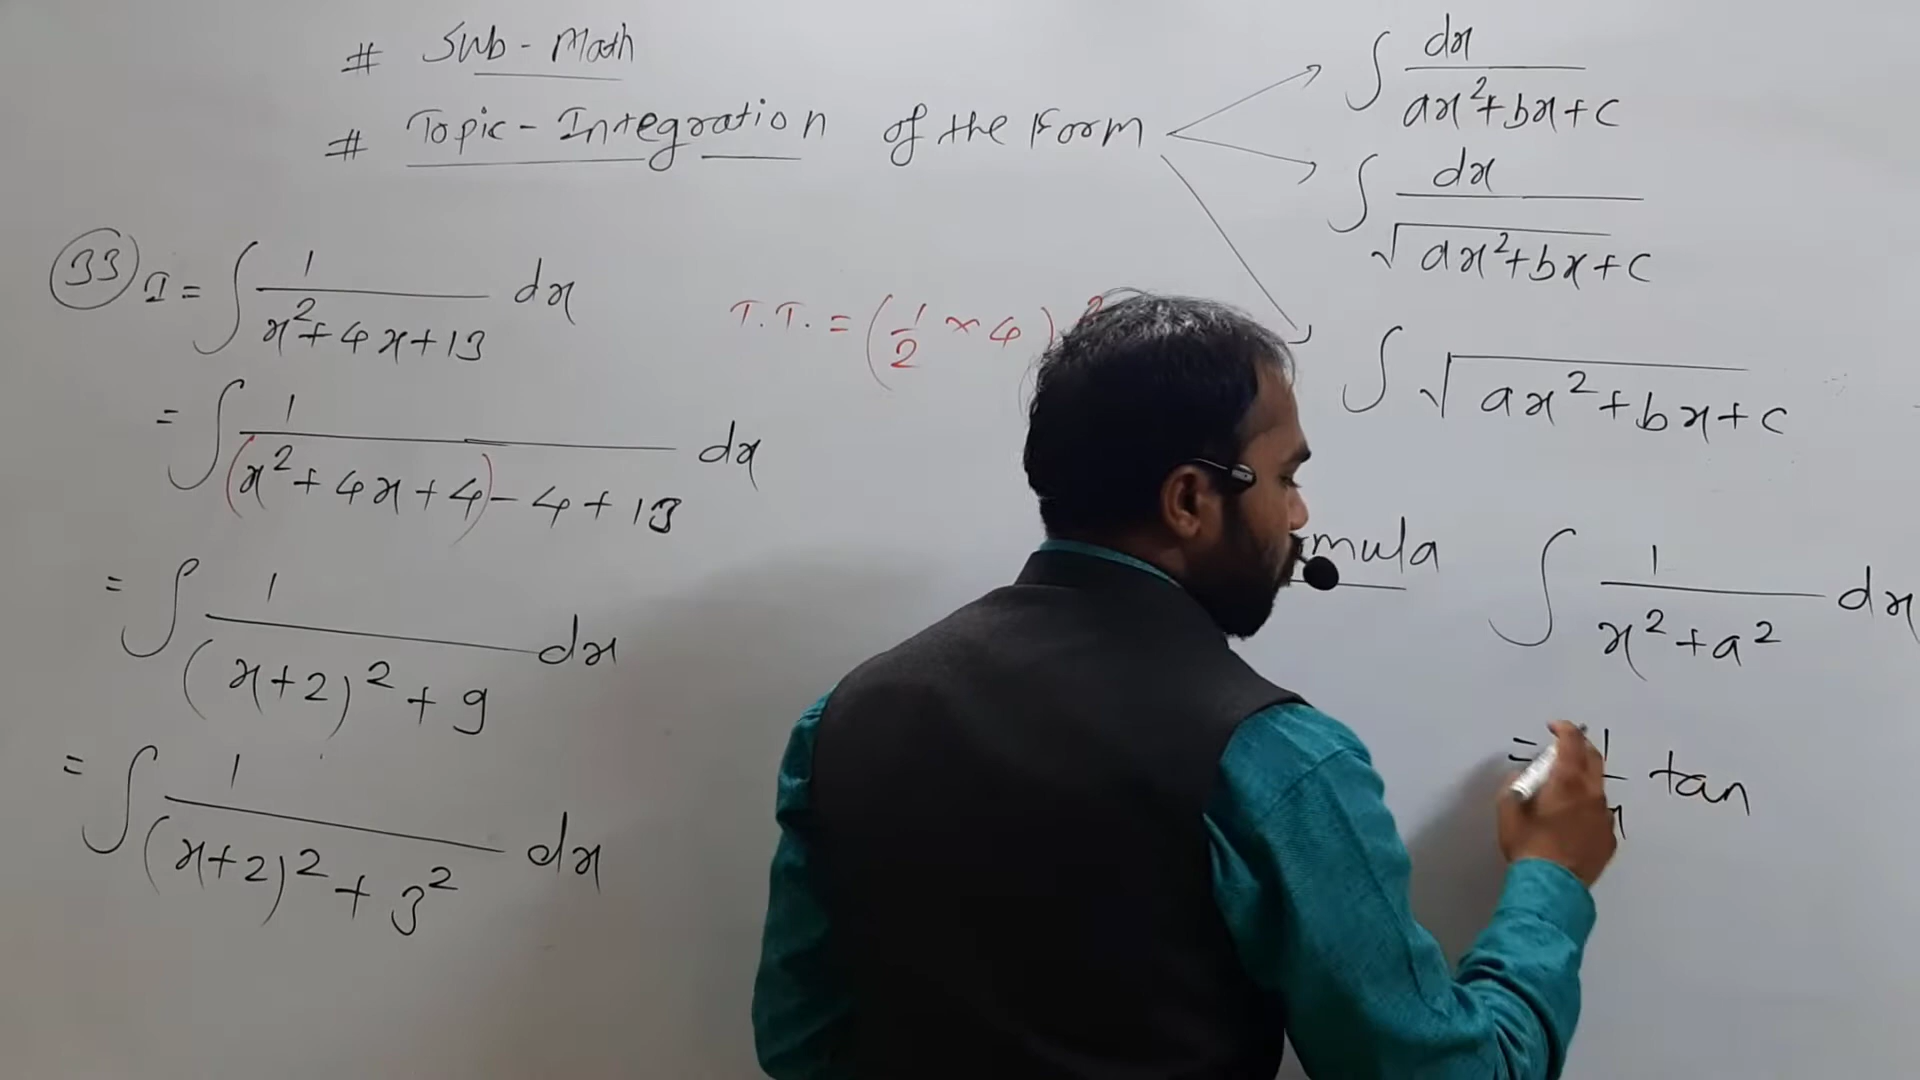 # Sub - Math
# Topic - Integration of the Form
∫ dx / (ax²+bx+c)
∫ dx / √(ax²+bx+c)
∫ √(ax²+bx+c)
33 I = ∫ 1 / (x²+4x+13) dx
T.T. = (1/2 × 4)²
= ∫ 1 / ((x²+4x+4)-4+13) dx
= ∫ 1 / ((x+2)²+9) dx
= ∫ 1 / ((x+2)²+3²) dx
mula ∫ 1 / (x²+a²) dx
= 1 tan